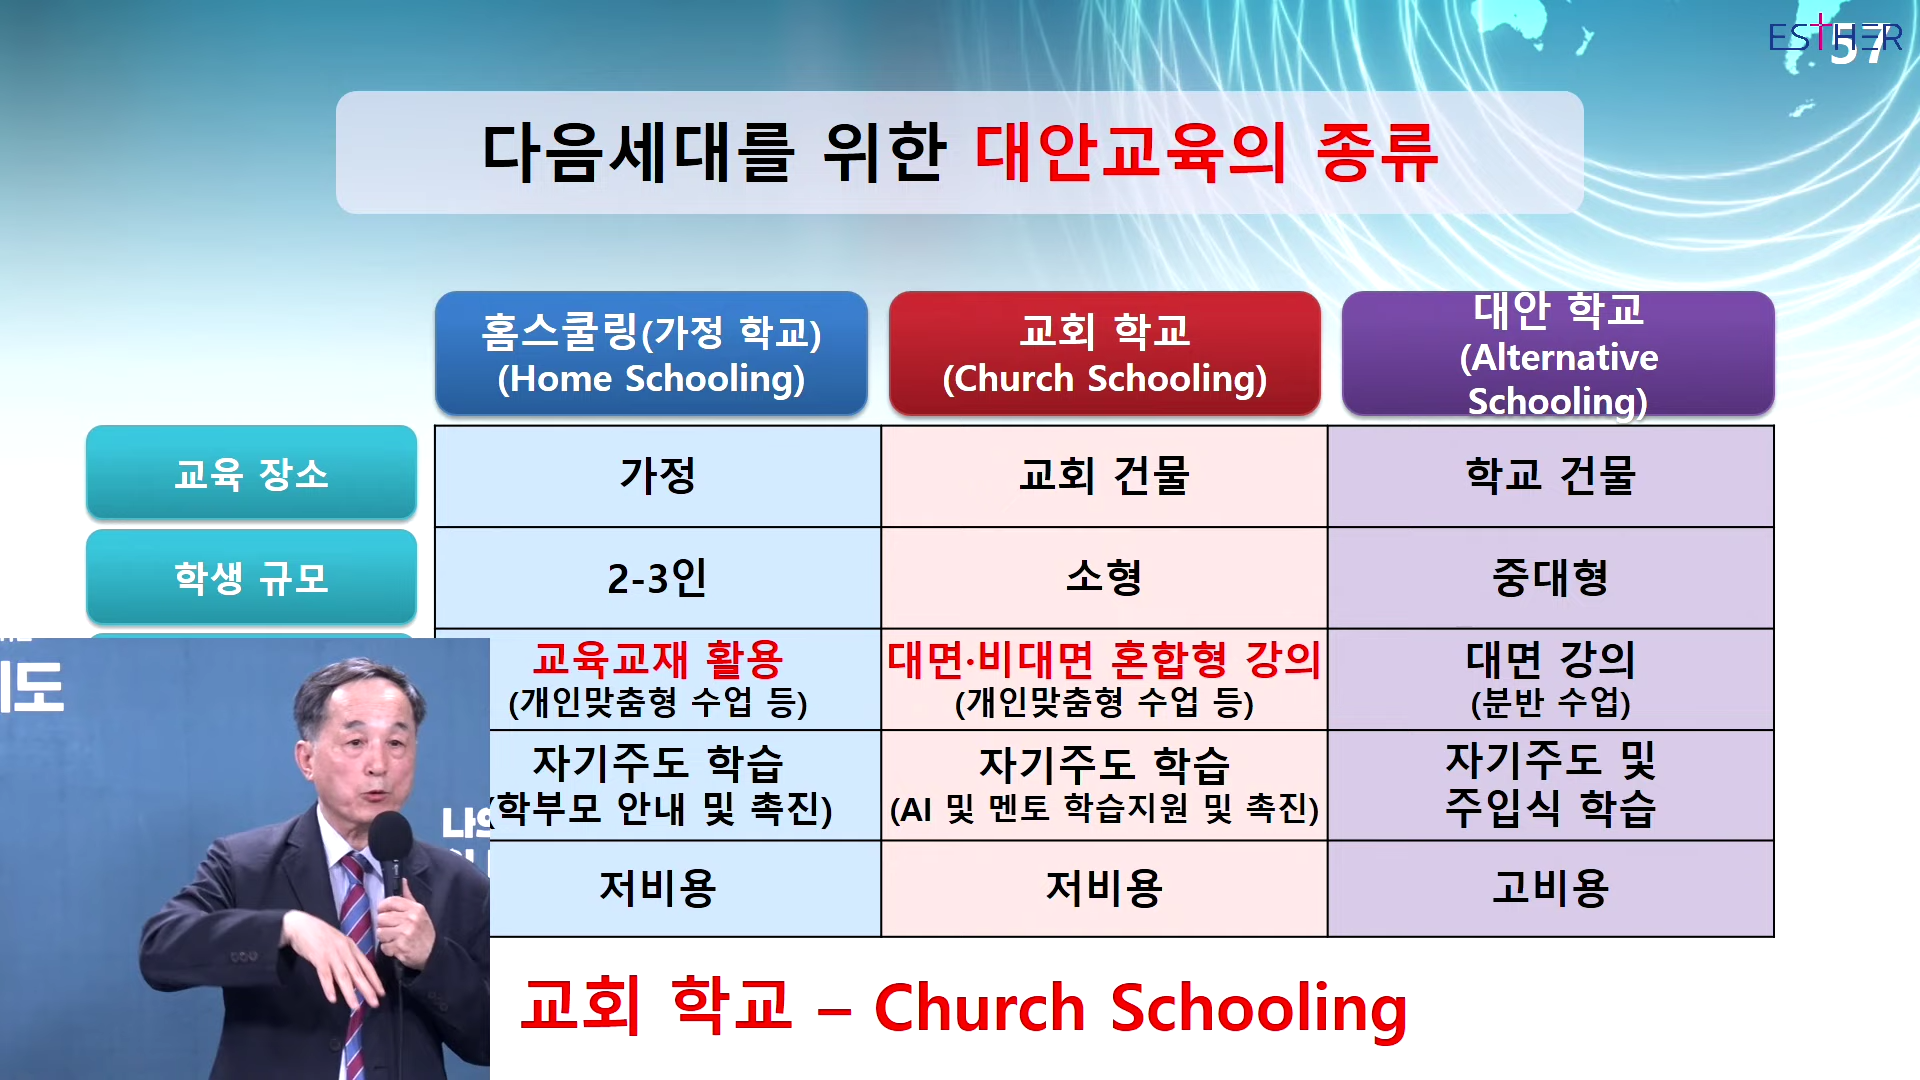 ESTHER
57
다음세대를 위한 대안교육의 종류
홈스쿨링(가정 학교)
(Home Schooling)
교회 학교
(Church Schooling)
대안 학교
(Alternative
Schooling)
교육 장소
가정
교회 건물
학교 건물
학생 규모
2-3인
소형
중대형
교육교재 활용
(개인맞춤형 수업 등)
대면·비대면 혼합형 강의
(개인맞춤형 수업 등)
대면 강의
(분반 수업)
자기주도 학습
(학부모 안내 및 촉진)
자기주도 학습
(AI 및 멘토 학습지원 및 촉진)
자기주도 및
주입식 학습
저비용
저비용
고비용
교회 학교 – Church Schooling